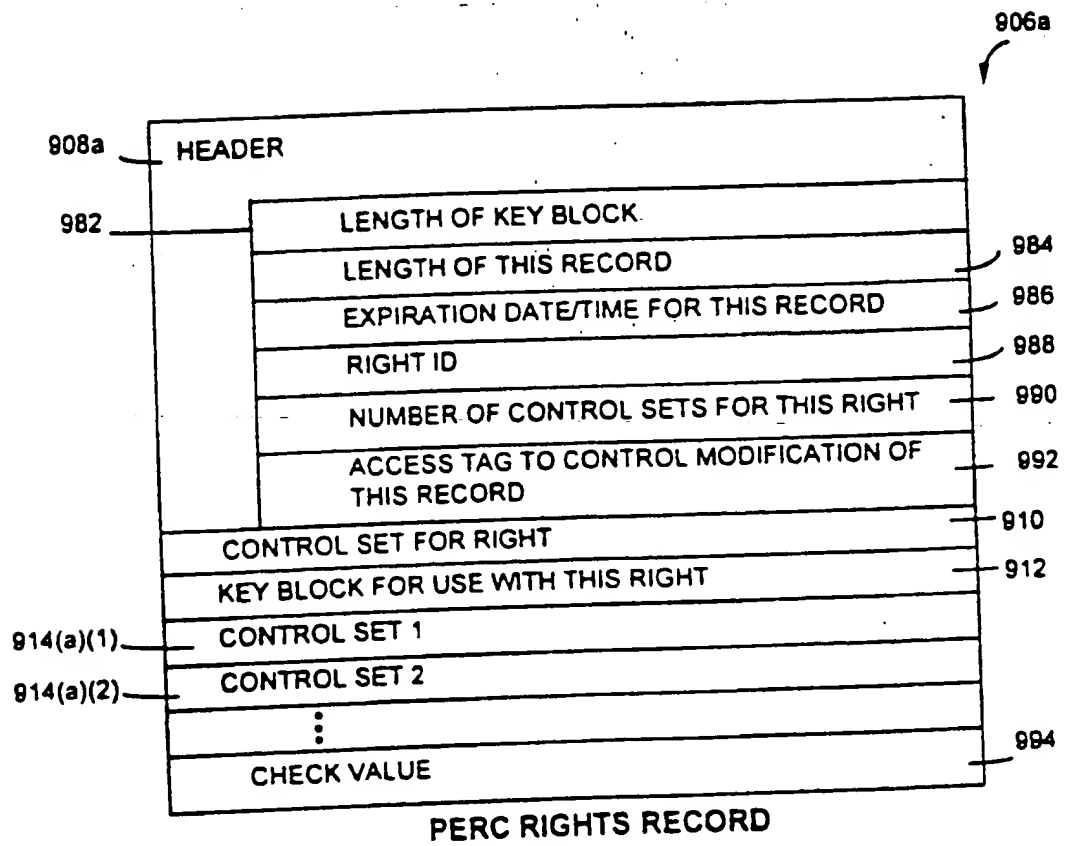 906a
908a HEADER
982 LENGTH OF KEY BLOCK
LENGTH OF THIS RECORD 984
EXPIRATION DATE/TIME FOR THIS RECORD 986
RIGHT ID 988
NUMBER OF CONTROL SETS FOR THIS RIGHT 990
ACCESS TAG TO CONTROL MODIFICATION OF
THIS RECORD 992
CONTROL SET FOR RIGHT 910
KEY BLOCK FOR USE WITH THIS RIGHT 912
914(a)(1) CONTROL SET 1
914(a)(2) CONTROL SET 2
⋮
CHECK VALUE 994
PERC RIGHTS RECORD